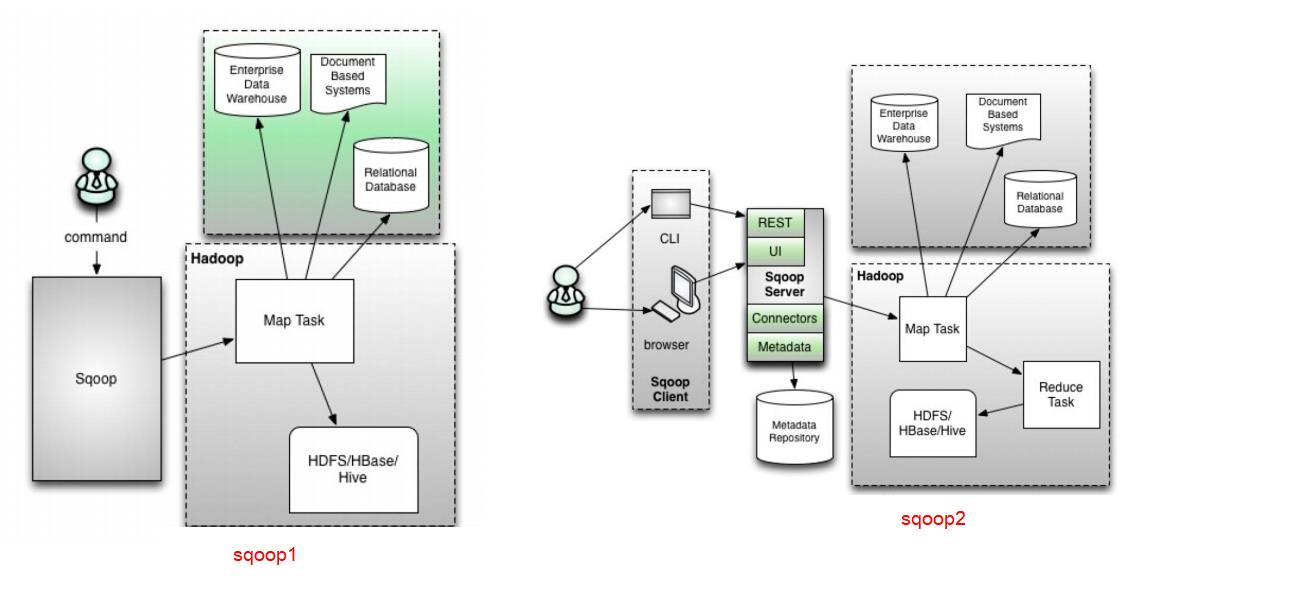 Enterprise
Data
Warehouse
Document
Based
Systems
Relational
Database
command
Hadoop
Map Task
Sqoop
HDFS/HBase/
Hive
sqoop1
Enterprise
Data
Warehouse
Document
Based
Systems
Relational
Database
CLI
browser
Sqoop
Client
REST
UI
Sqoop
Server
Connectors
Metadata
Metadata
Repository
Hadoop
Map Task
Reduce
Task
HDFS/
HBase/Hive
sqoop2